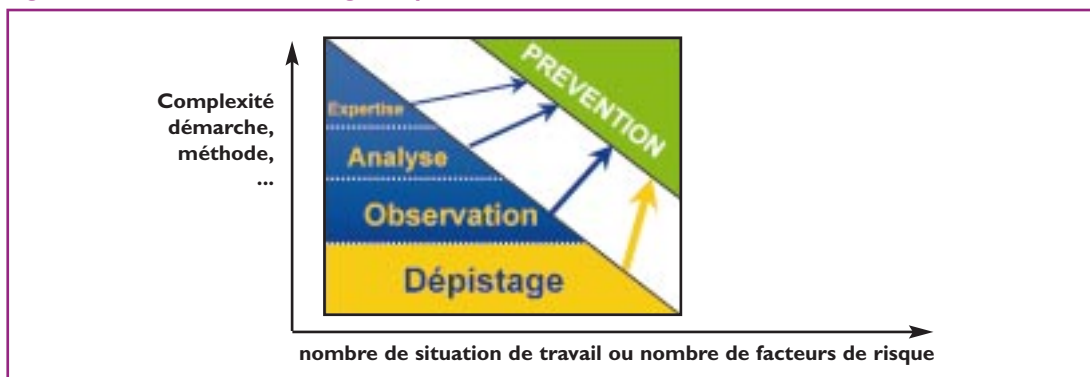 Complexité
démarche,
méthode,
...
PREVENTION
Expertise
Analyse
Observation
Dépistage
nombre de situation de travail ou nombre de facteurs de risque